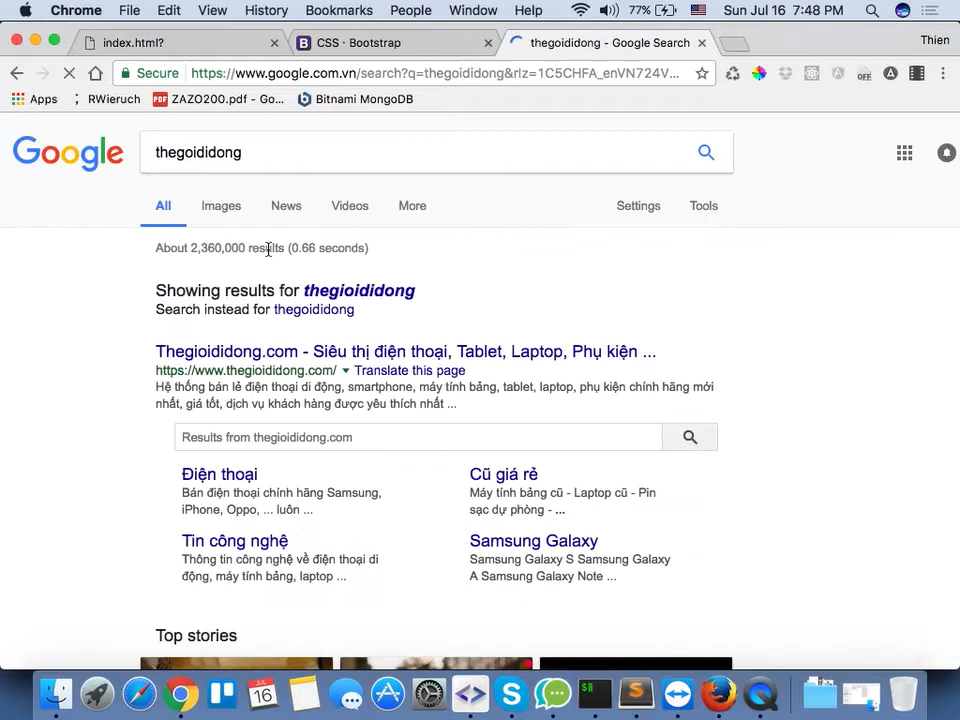 Chrome File Edit View History Bookmarks People Window Help 77% Sun Jul 16 7:48 PM
index.html? CSS · Bootstrap thegoididong - Google Search Thien
Secure https://www.google.com.vn/search?q=thegoididong&rlz=1C5CHFA_enVN724V... OFF
Apps RWieruch PDF ZAZO200.pdf - Go... Bitnami MongoDB
Google thegoididong
All Images News Videos More Settings Tools
About 2,360,000 results (0.66 seconds)
Showing results for thegioididong
Search instead for thegoididong
Thegioididong.com - Siêu thị điện thoại, Tablet, Laptop, Phụ kiện ...
https://www.thegioididong.com/ Translate this page
Hệ thống bán lẻ điện thoại di động, smartphone, máy tính bảng, tablet, laptop, phụ kiện chính hãng mới
nhất, giá tốt, dịch vụ khách hàng được yêu thích nhất ...
Results from thegioididong.com
Điện thoại
Bán điện thoại chính hãng Samsung,
iPhone, Oppo, ... luôn ...
Cũ giá rẻ
Máy tính bảng cũ - Laptop cũ - Pin
sạc dự phòng - ...
Tin công nghệ
Thông tin công nghệ về điện thoại di
động, máy tính bảng, laptop ...
Samsung Galaxy
Samsung Galaxy S Samsung Galaxy
A Samsung Galaxy Note ...
Top stories
JUL
16